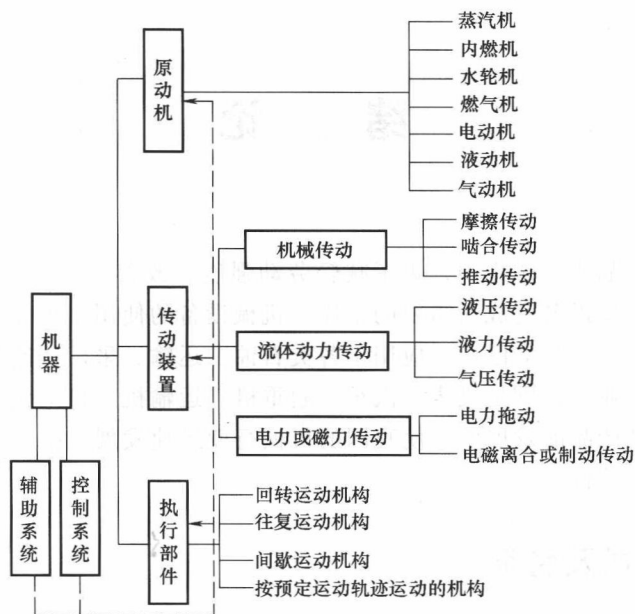 原动机
蒸汽机
内燃机
水轮机
燃气机
电动机
液动机
气动机
机器
传动装置
机械传动
摩擦传动
啮合传动
推动传动
流体动力传动
液压传动
液力传动
气压传动
电力或磁力传动
电力拖动
电磁离合或制动传动
辅助系统
控制系统
执行部件
回转运动机构
往复运动机构
间歇运动机构
按预定运动轨迹运动的机构